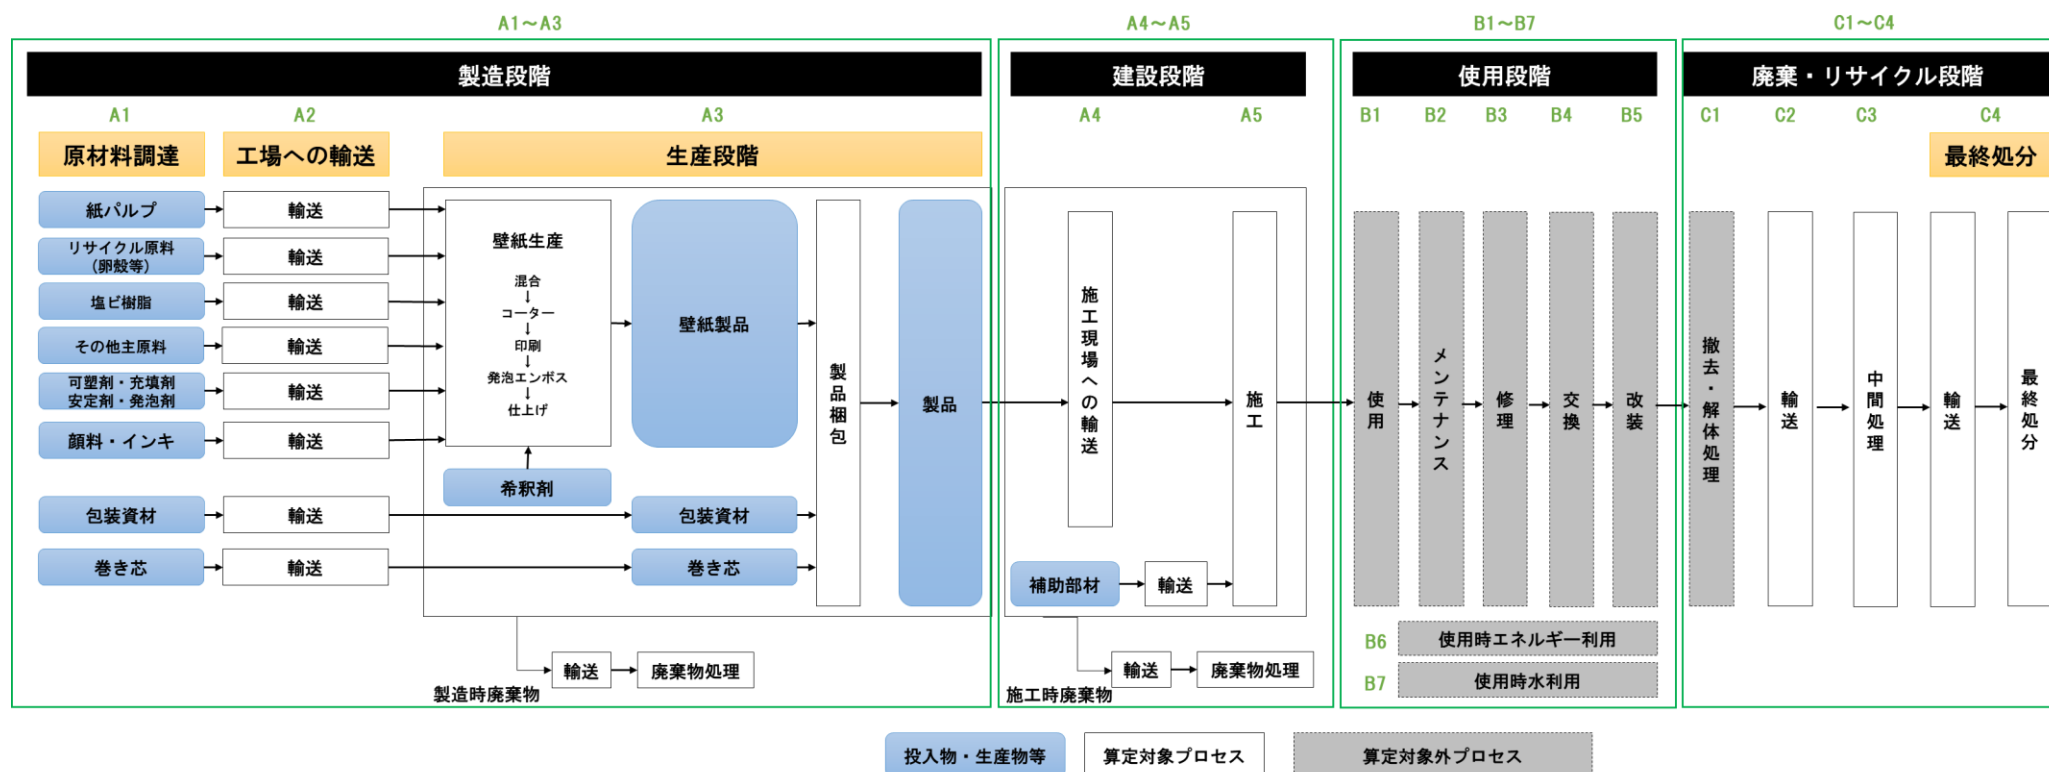 A1～A3
A4～A5
B1～B7
C1～C4
製造段階
建設段階
使用段階
廃棄・リサイクル段階
A1
A2
A3
A4
A5
B1
B2
B3
B4
B5
C1
C2
C3
C4
原材料調達
工場への輸送
生産段階
最終処分
紙パルプ
輸送
リサイクル原料
(卵殻等)
輸送
塩ビ樹脂
輸送
その他主原料
輸送
可塑剤・充填剤
安定剤・発泡剤
輸送
顔料・インキ
輸送
包装資材
輸送
巻き芯
輸送
壁紙生産
混合
コーター
印刷
発泡エンボス
仕上げ
希釈剤
壁紙製品
包装資材
巻き芯
製品梱包
製品
製造時廃棄物
輸送
廃棄物処理
施工現場への輸送
施工
補助部材
輸送
施工時廃棄物
輸送
廃棄物処理
使用
メンテナンス
修理
交換
改装
B6
使用時エネルギー利用
B7
使用時水利用
撤去・解体処理
輸送
中間処理
輸送
最終処分
投入物・生産物等
算定対象プロセス
算定対象外プロセス